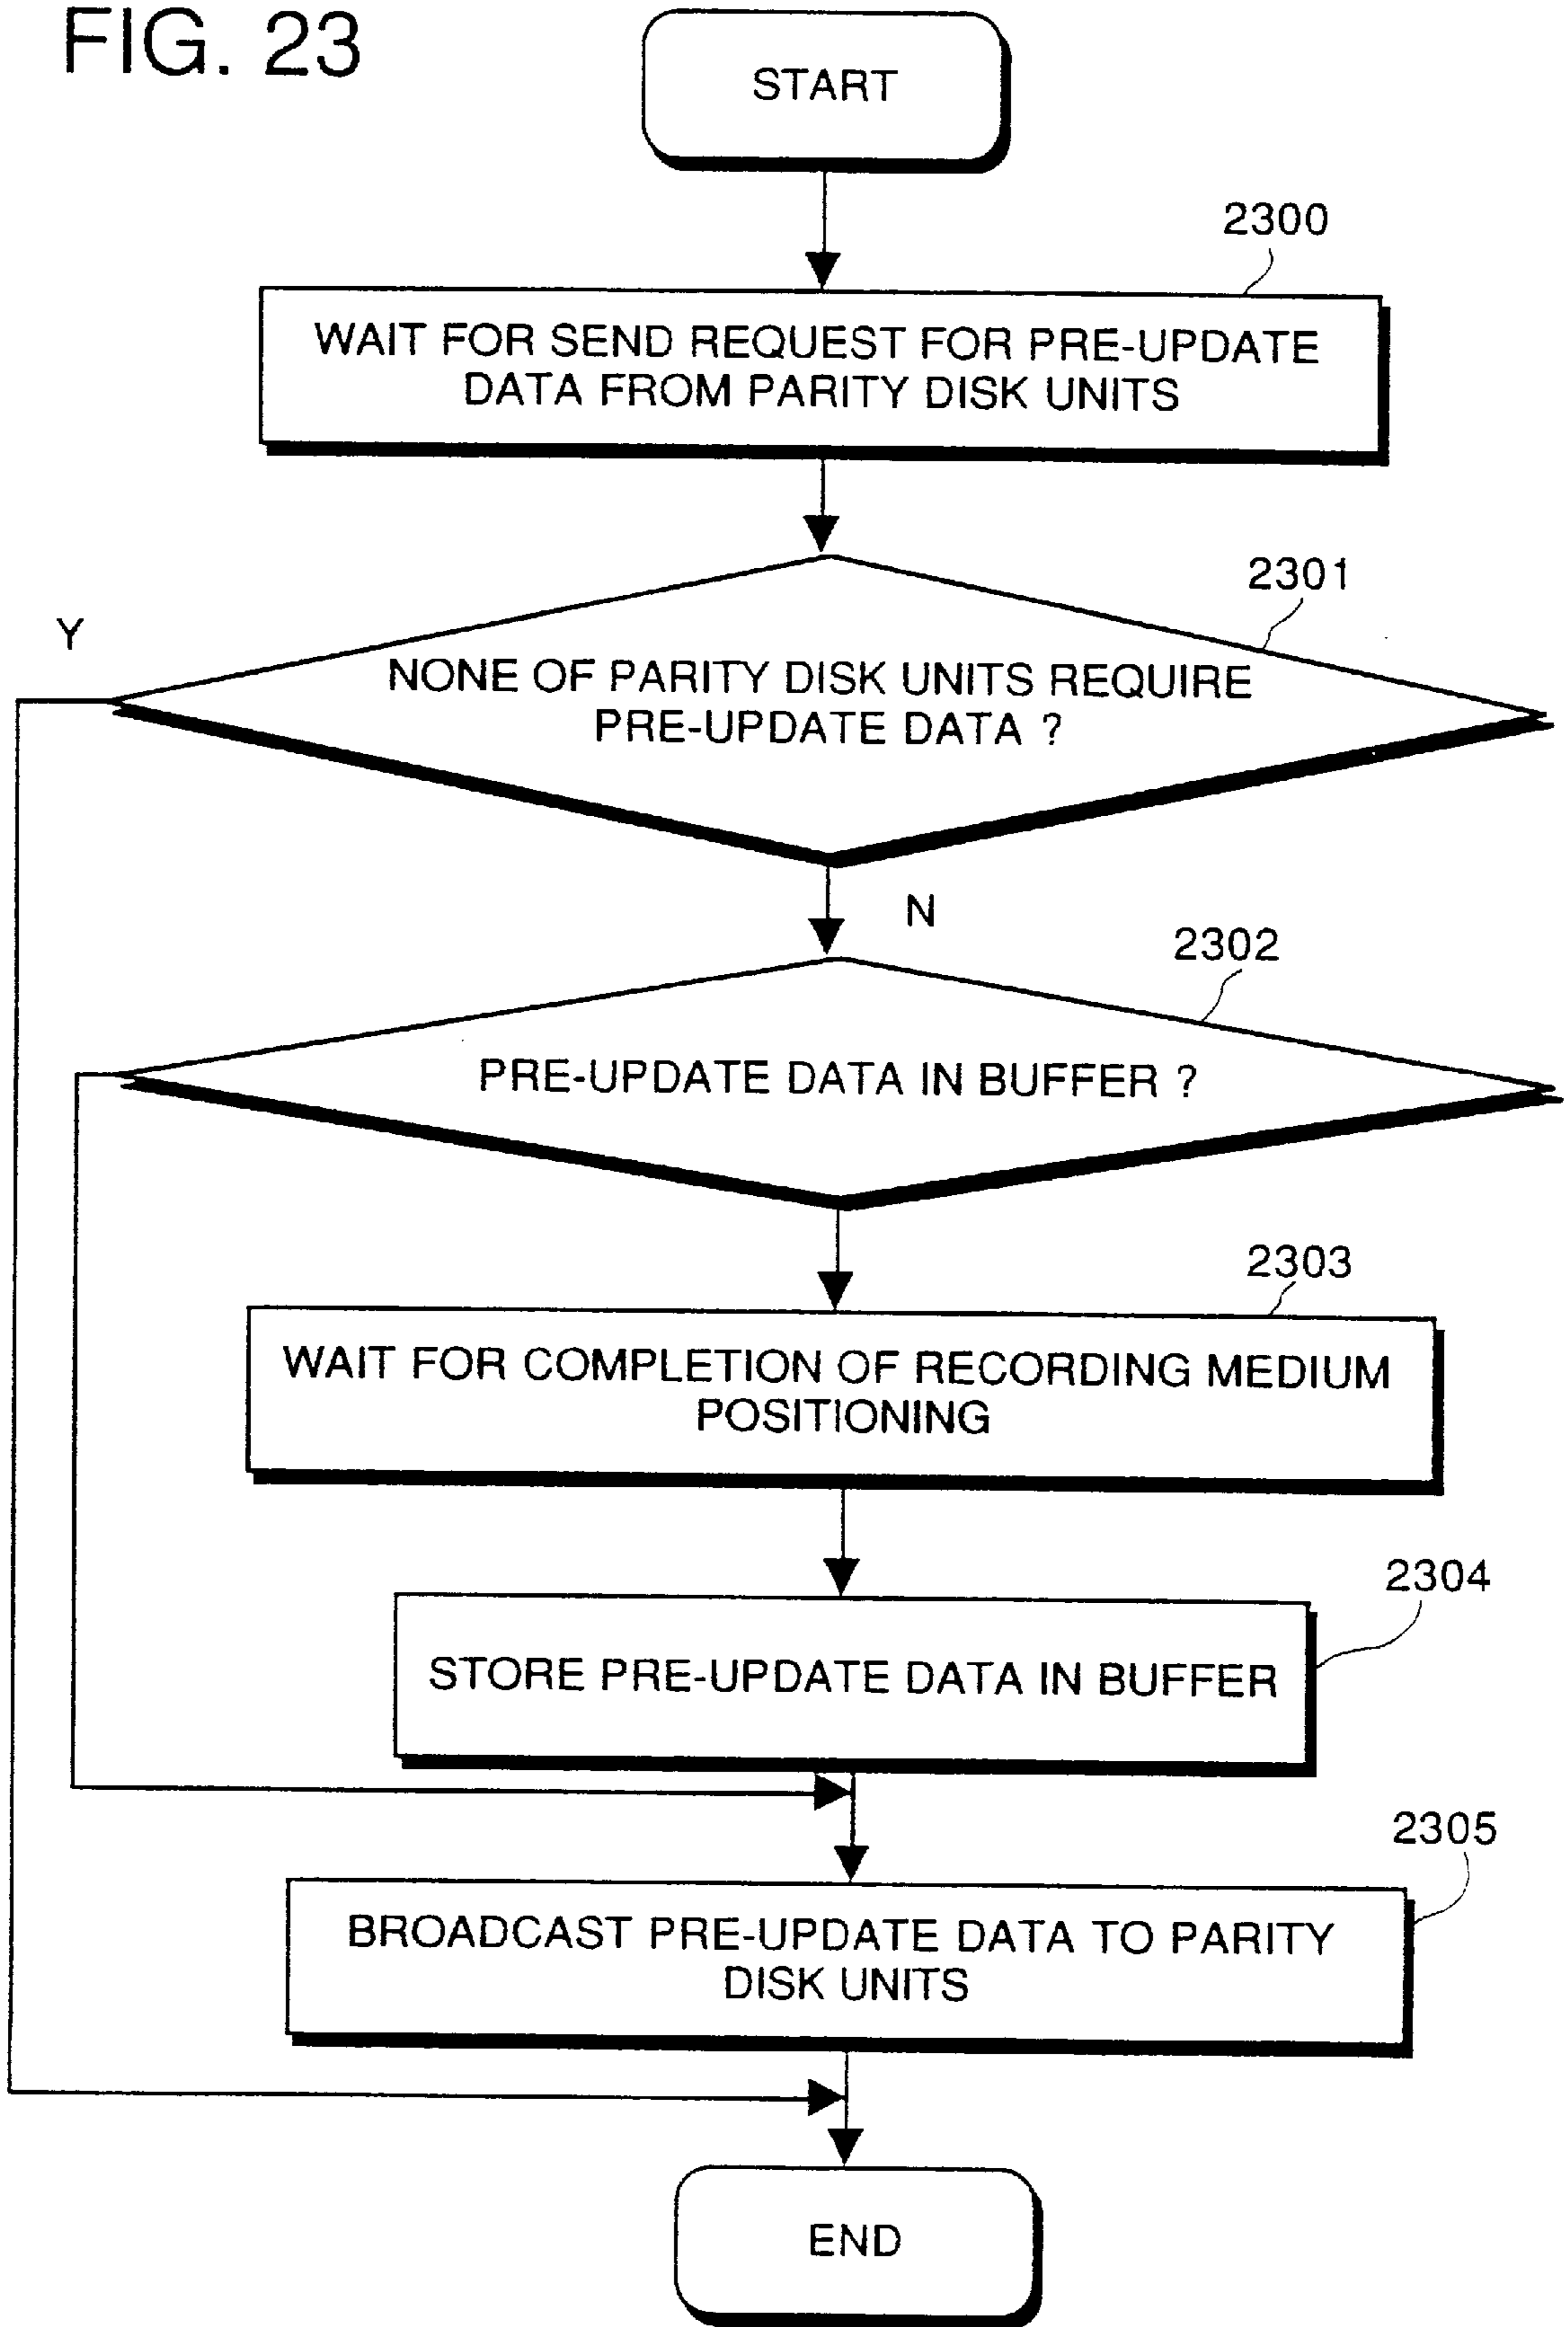 FIG. 23
START
2300
WAIT FOR SEND REQUEST FOR PRE-UPDATE
DATA FROM PARITY DISK UNITS
2301
Y
NONE OF PARITY DISK UNITS REQUIRE
PRE-UPDATE DATA ?
N
2302
PRE-UPDATE DATA IN BUFFER ?
2303
WAIT FOR COMPLETION OF RECORDING MEDIUM
POSITIONING
2304
STORE PRE-UPDATE DATA IN BUFFER
2305
BROADCAST PRE-UPDATE DATA TO PARITY
DISK UNITS
END